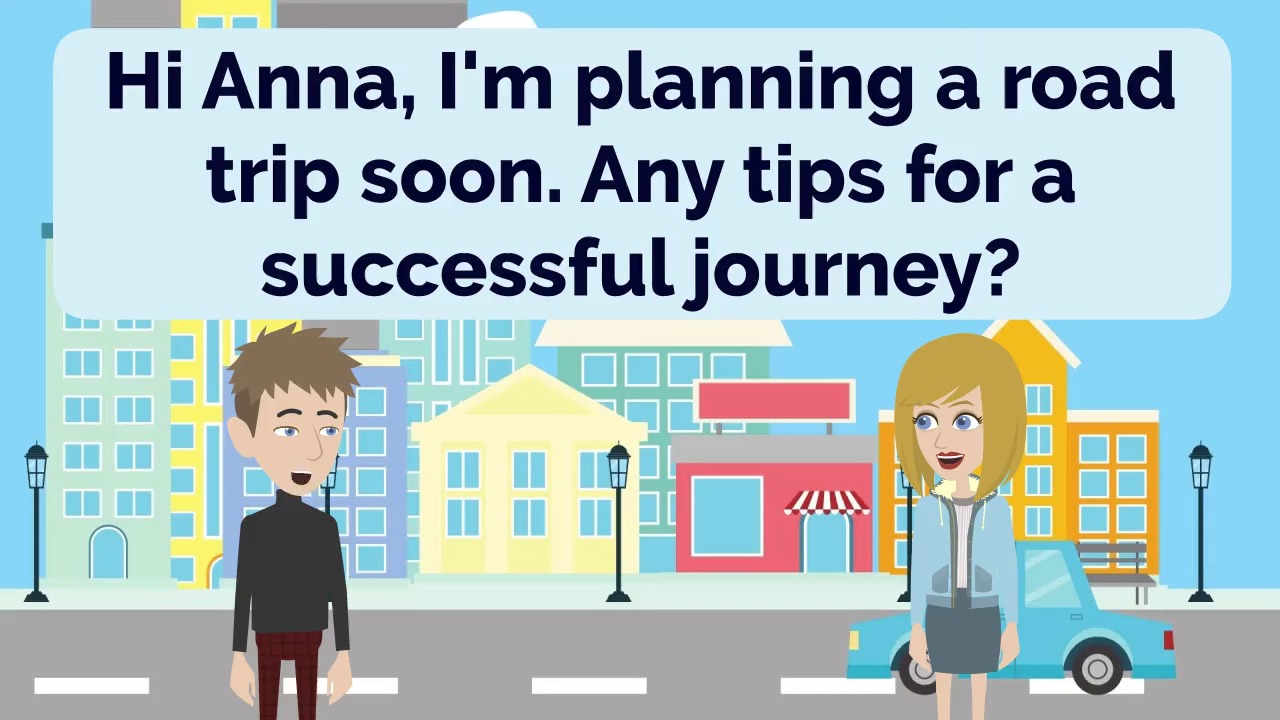 Hi Anna, I'm planning a road
trip soon. Any tips for a
successful journey?